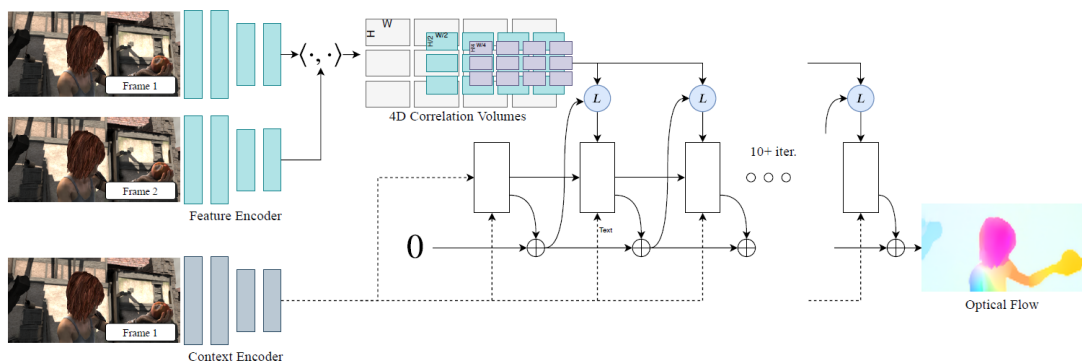 Frame 1
Frame 2
Feature Encoder
Frame 1
Context Encoder
⟨·, ·⟩
H
W
H/2
W/2
H/4
W/4
4D Correlation Volumes
L
L
L
10+ iter.
0
Text
Optical Flow